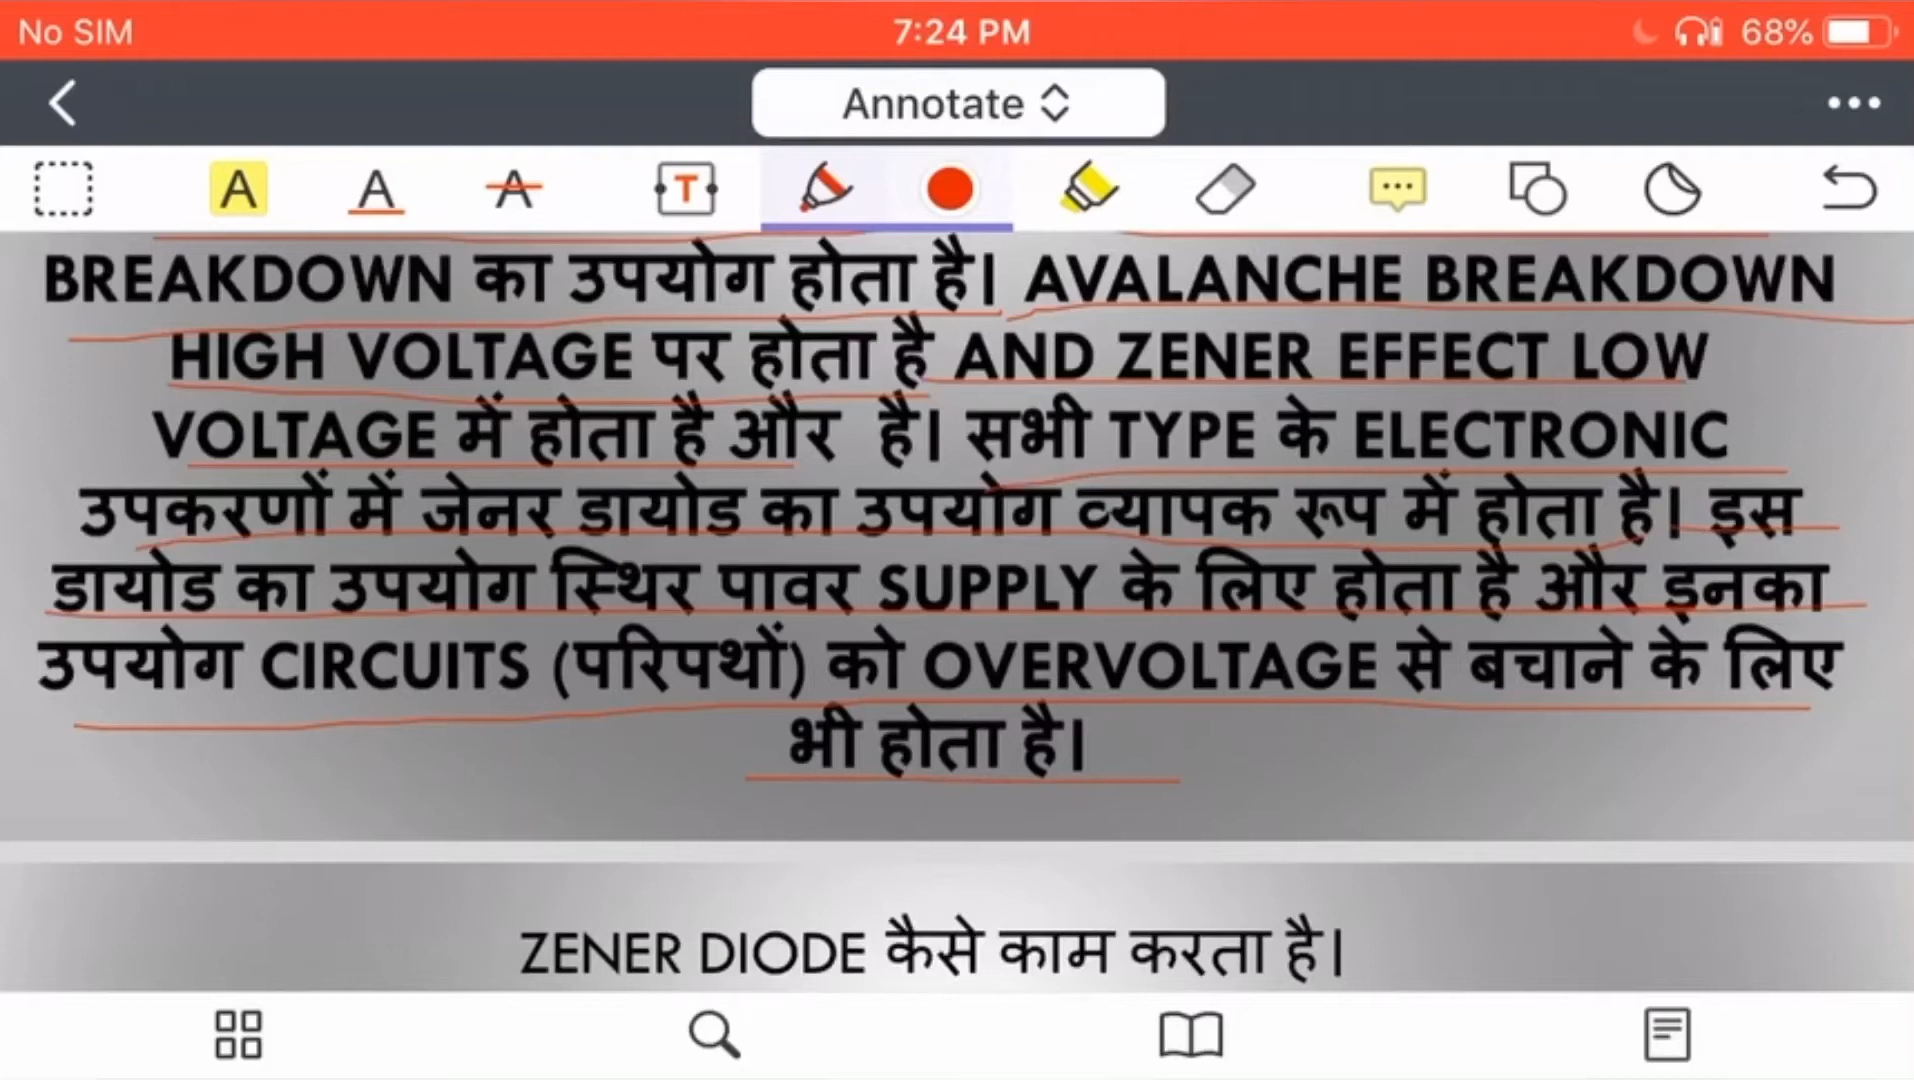 No SIM
7:24 PM
68%
Annotate
A A A T
BREAKDOWN का उपयोग होता है। AVALANCHE BREAKDOWN
HIGH VOLTAGE पर होता है AND ZENER EFFECT LOW
VOLTAGE में होता है और है। सभी TYPE के ELECTRONIC
उपकरणों में जेनर डायोड का उपयोग व्यापक रूप में होता है। इस
डायोड का उपयोग स्थिर पावर SUPPLY के लिए होता है और इनका
उपयोग CIRCUITS (परिपथों) को OVERVOLTAGE से बचाने के लिए
भी होता है।
ZENER DIODE कैसे काम करता है।